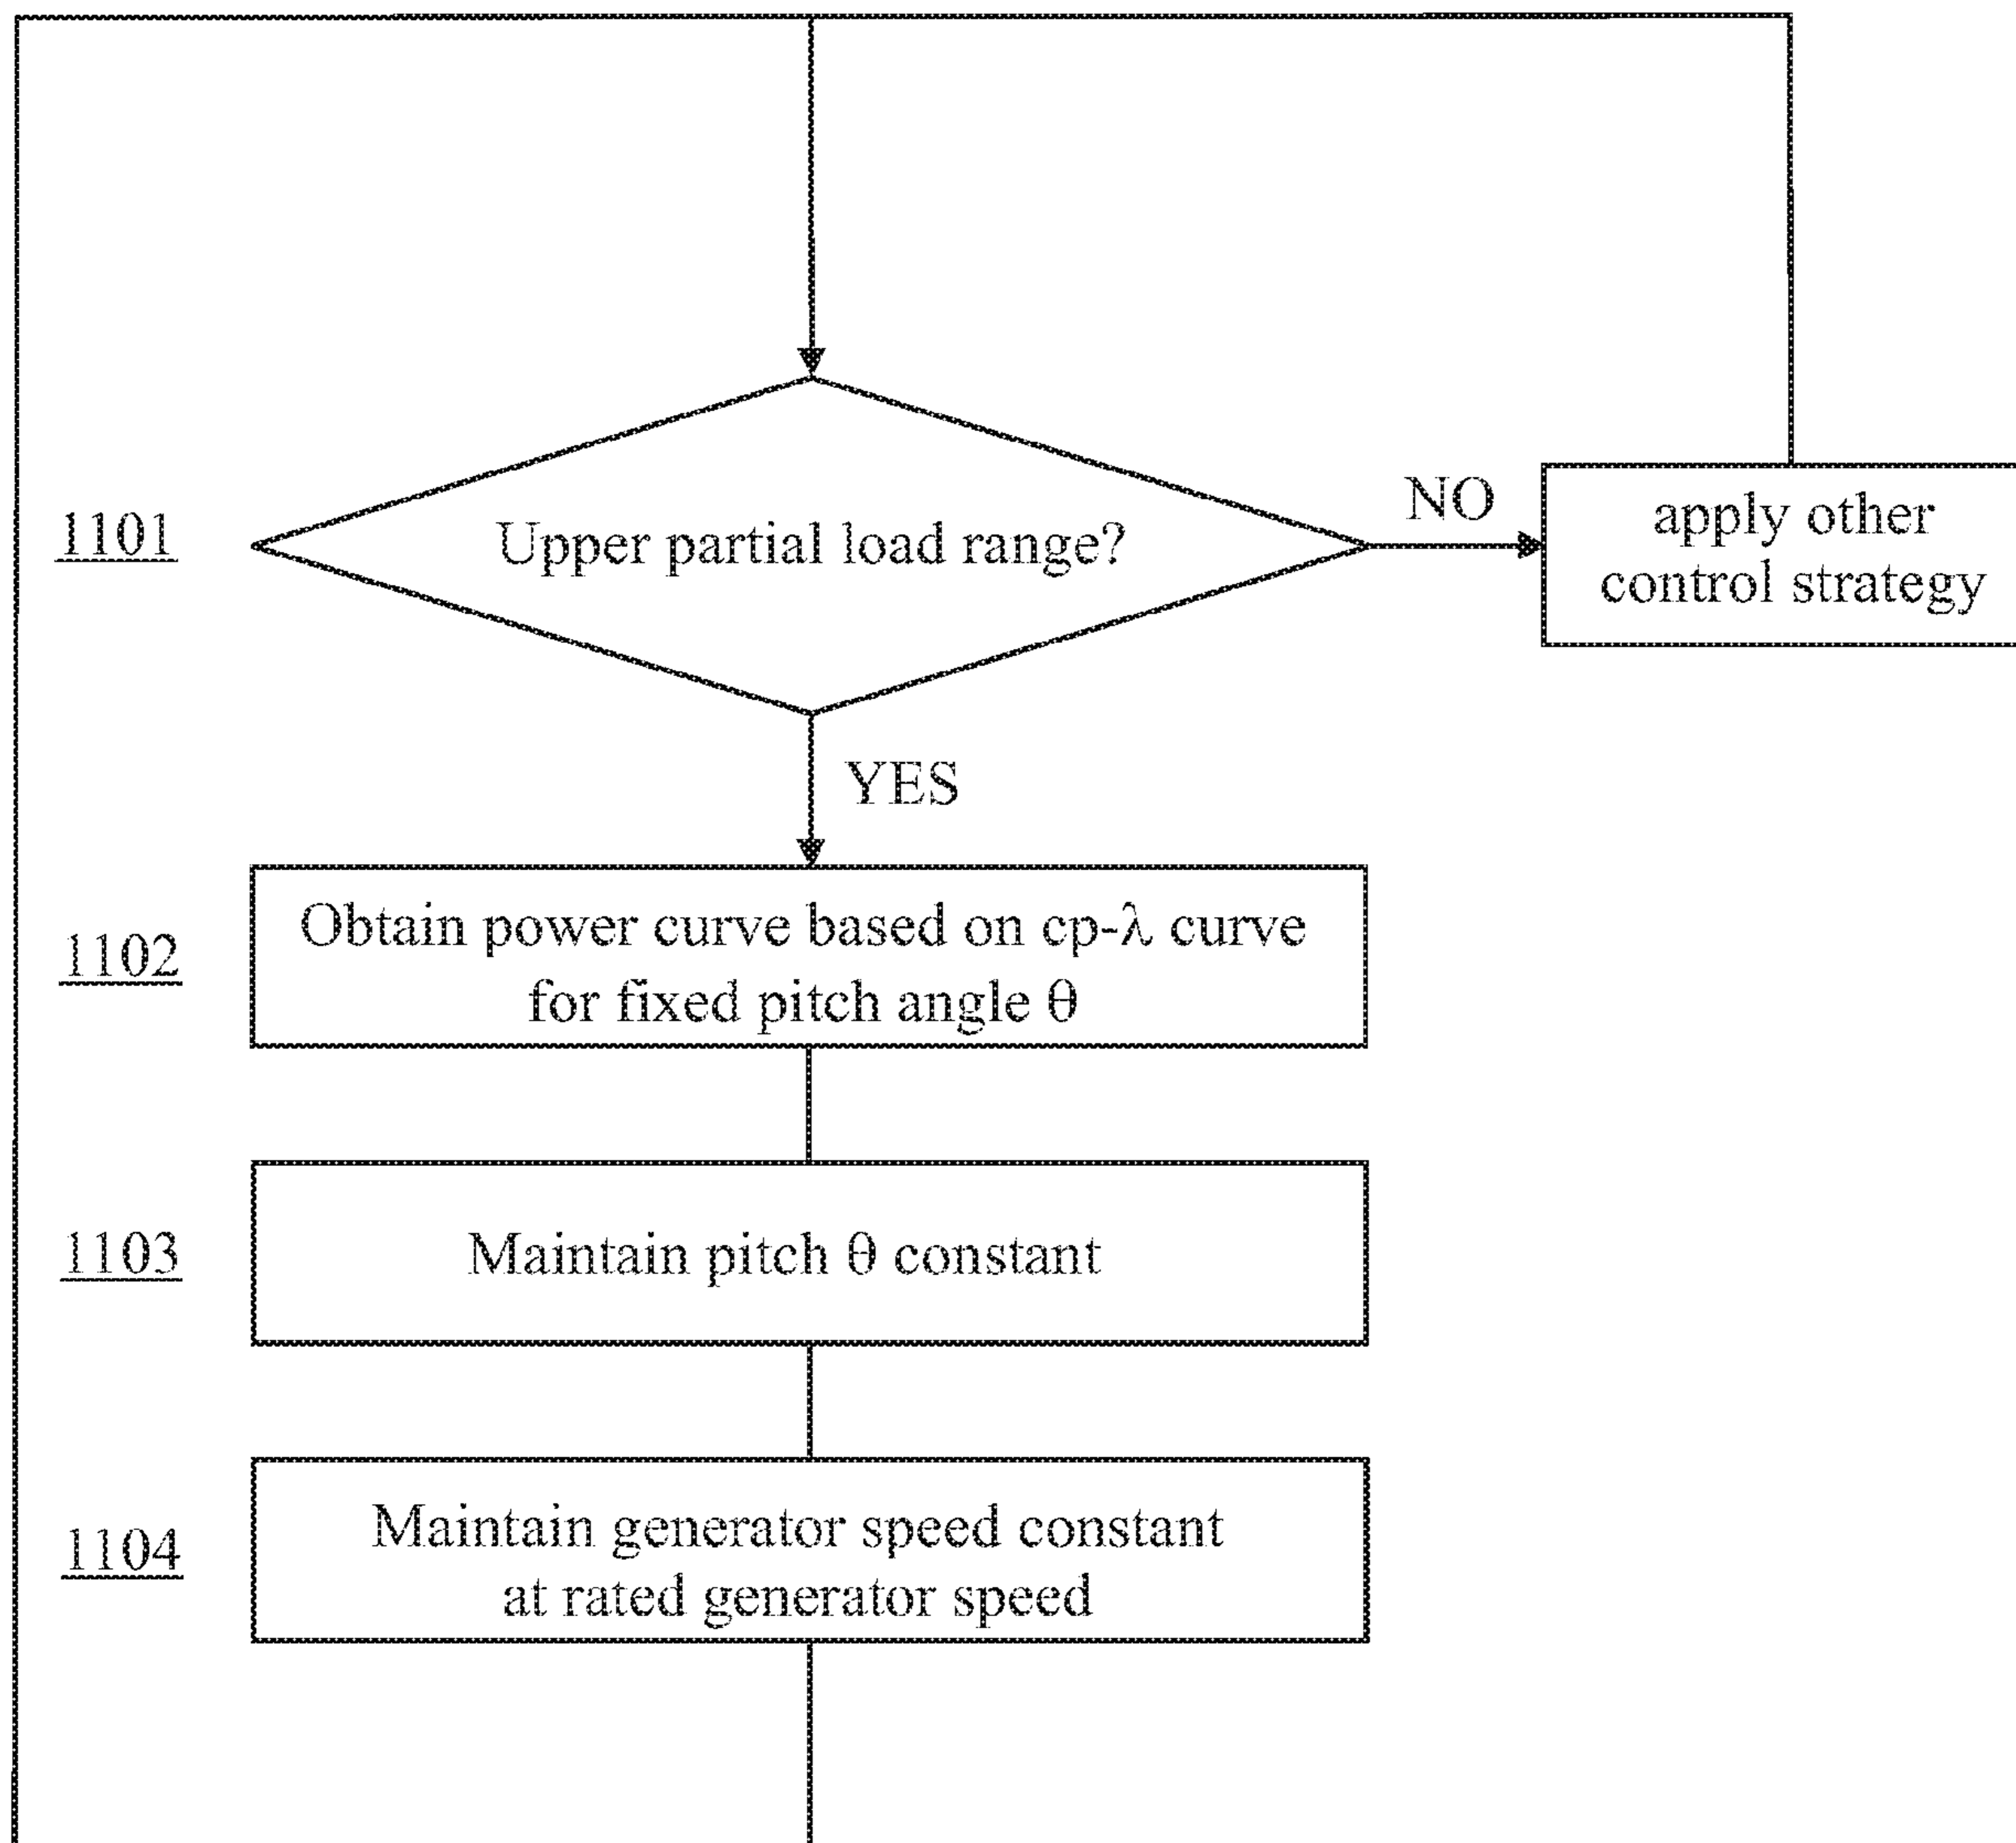 1101
Upper partial load range?
NO
apply other
control strategy
YES
1102
Obtain power curve based on cp-λ curve
for fixed pitch angle θ
1103
Maintain pitch θ constant
1104
Maintain generator speed constant
at rated generator speed